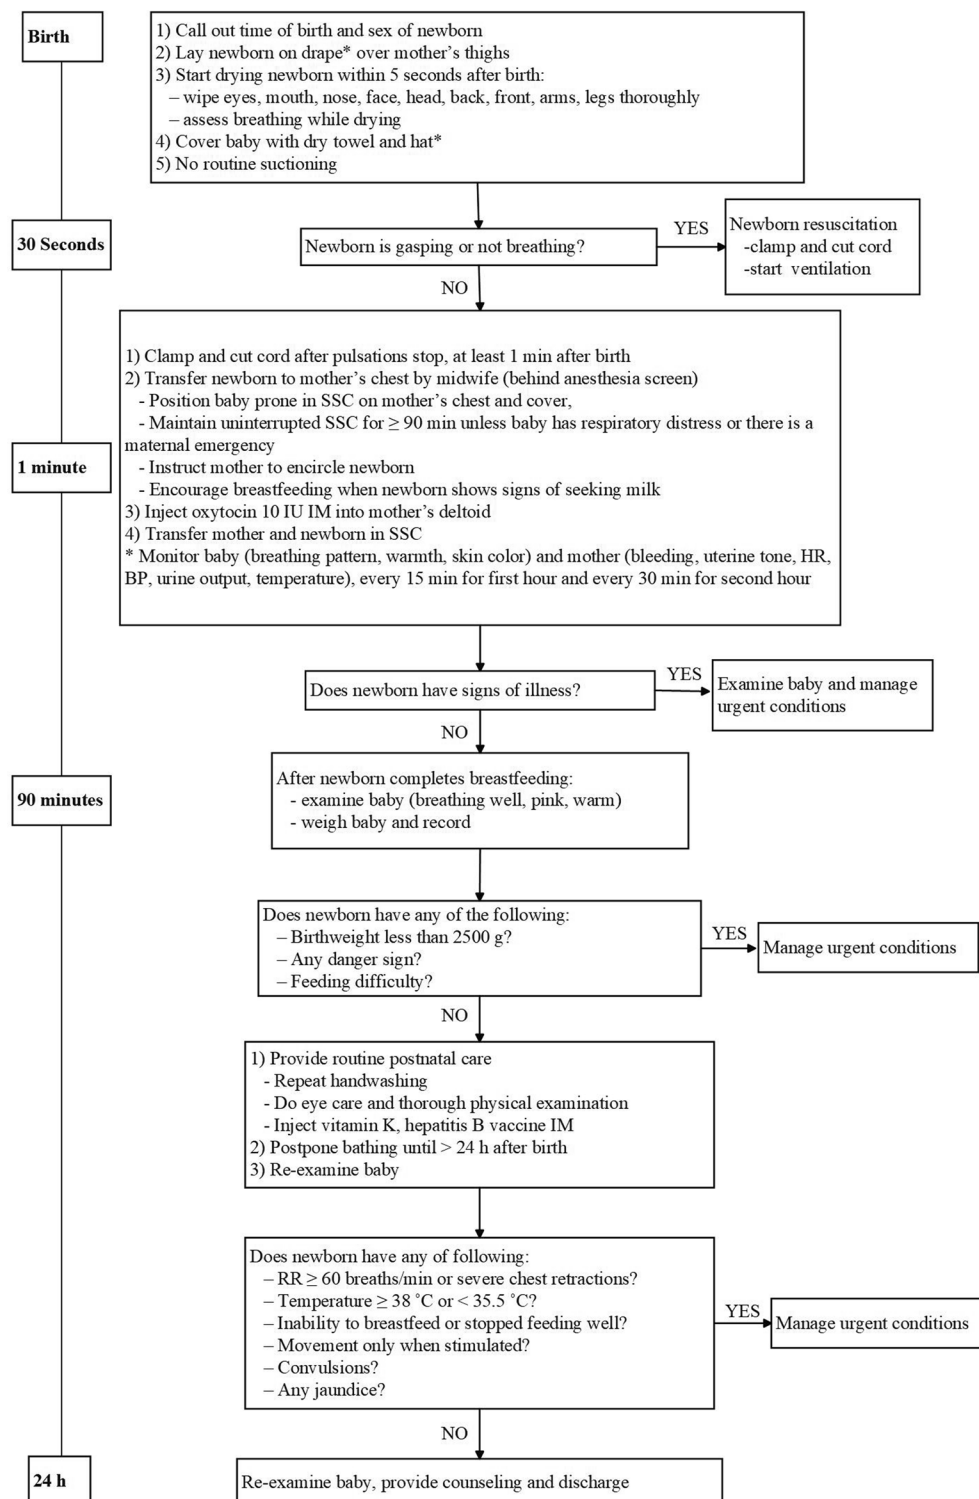 Birth
1) Call out time of birth and sex of newborn
2) Lay newborn on drape* over mother’s thighs
3) Start drying newborn within 5 seconds after birth:
– wipe eyes, mouth, nose, face, head, back, front, arms, legs thoroughly
– assess breathing while drying
4) Cover baby with dry towel and hat*
5) No routine suctioning
30 Seconds
Newborn is gasping or not breathing?
YES
Newborn resuscitation
-clamp and cut cord
-start ventilation
NO
1) Clamp and cut cord after pulsations stop, at least 1 min after birth
2) Transfer newborn to mother’s chest by midwife (behind anesthesia screen)
- Position baby prone in SSC on mother’s chest and cover,
- Maintain uninterrupted SSC for ≥ 90 min unless baby has respiratory distress or there is a
maternal emergency
- Instruct mother to encircle newborn
- Encourage breastfeeding when newborn shows signs of seeking milk
3) Inject oxytocin 10 IU IM into mother’s deltoid
4) Transfer mother and newborn in SSC
* Monitor baby (breathing pattern, warmth, skin color) and mother (bleeding, uterine tone, HR,
BP, urine output, temperature), every 15 min for first hour and every 30 min for second hour
1 minute
Does newborn have signs of illness?
YES
Examine baby and manage
urgent conditions
NO
90 minutes
After newborn completes breastfeeding:
- examine baby (breathing well, pink, warm)
- weigh baby and record
Does newborn have any of the following:
– Birthweight less than 2500 g?
– Any danger sign?
– Feeding difficulty?
YES
Manage urgent conditions
NO
1) Provide routine postnatal care
- Repeat handwashing
- Do eye care and thorough physical examination
- Inject vitamin K, hepatitis B vaccine IM
2) Postpone bathing until > 24 h after birth
3) Re-examine baby
Does newborn have any of following:
– RR ≥ 60 breaths/min or severe chest retractions?
– Temperature ≥ 38 ˚C or < 35.5 ˚C?
– Inability to breastfeed or stopped feeding well?
– Movement only when stimulated?
– Convulsions?
– Any jaundice?
YES
Manage urgent conditions
NO
24 h
Re-examine baby, provide counseling and discharge